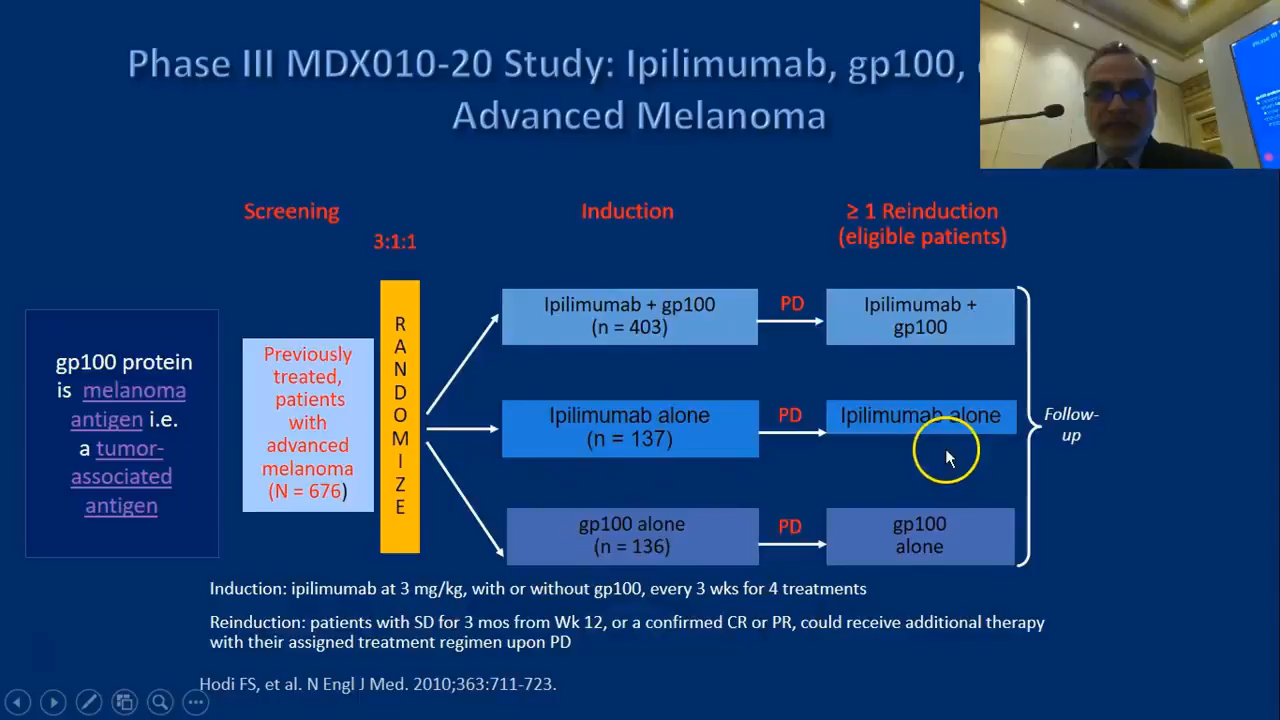 Phase III MDX010-20 Study: Ipilimumab, gp100,
Advanced Melanoma
Screening
Induction
≥ 1 Reinduction
(eligible patients)
3:1:1
gp100 protein
is melanoma
antigen i.e.
a tumor-
associated
antigen
Previously
treated,
patients
with
advanced
melanoma
(N = 676)
R
A
N
D
O
M
I
Z
E
Ipilimumab + gp100
(n = 403)
PD
Ipilimumab +
gp100
Ipilimumab alone
(n = 137)
PD
Ipilimumab alone
gp100 alone
(n = 136)
PD
gp100
alone
Follow-
up
Induction: ipilimumab at 3 mg/kg, with or without gp100, every 3 wks for 4 treatments
Reinduction: patients with SD for 3 mos from Wk 12, or a confirmed CR or PR, could receive additional therapy
with their assigned treatment regimen upon PD
Hodi FS, et al. N Engl J Med. 2010;363:711-723.